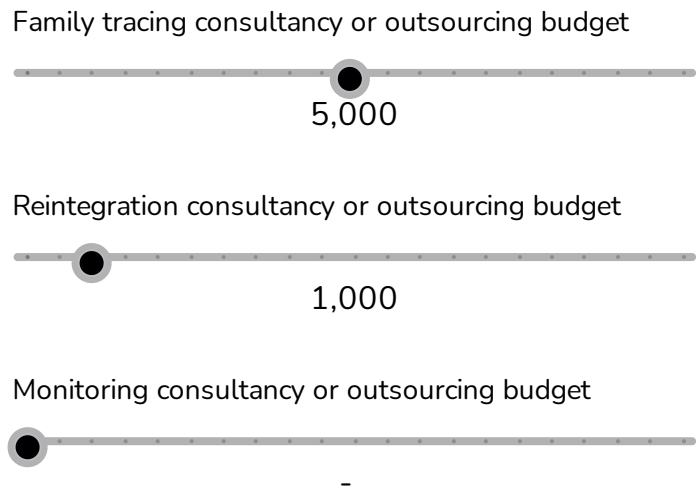 Family tracing consultancy or outsourcing budget
5,000
Reintegration consultancy or outsourcing budget
1,000
Monitoring consultancy or outsourcing budget
-